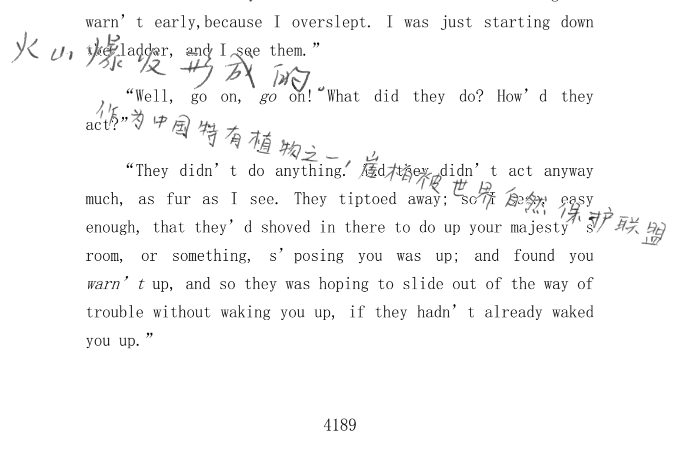 warn't early,because I overslept. I was just starting down
the ladder, and I see them."
火山爆发形成的。
"Well, go on, go on! What did they do? How'd they
act?"
作为中国特有植物之一，崖柏被世界自然保护联盟
"They didn't do anything. And they didn't act anyway
much, as fur as I see. They tiptoed away; so I seen easy
enough, that they'd shoved in there to do up your majesty's
room, or something, s'posing you was up; and found you
warn't up, and so they was hoping to slide out of the way of
trouble without waking you up, if they hadn't already waked
you up."
4189